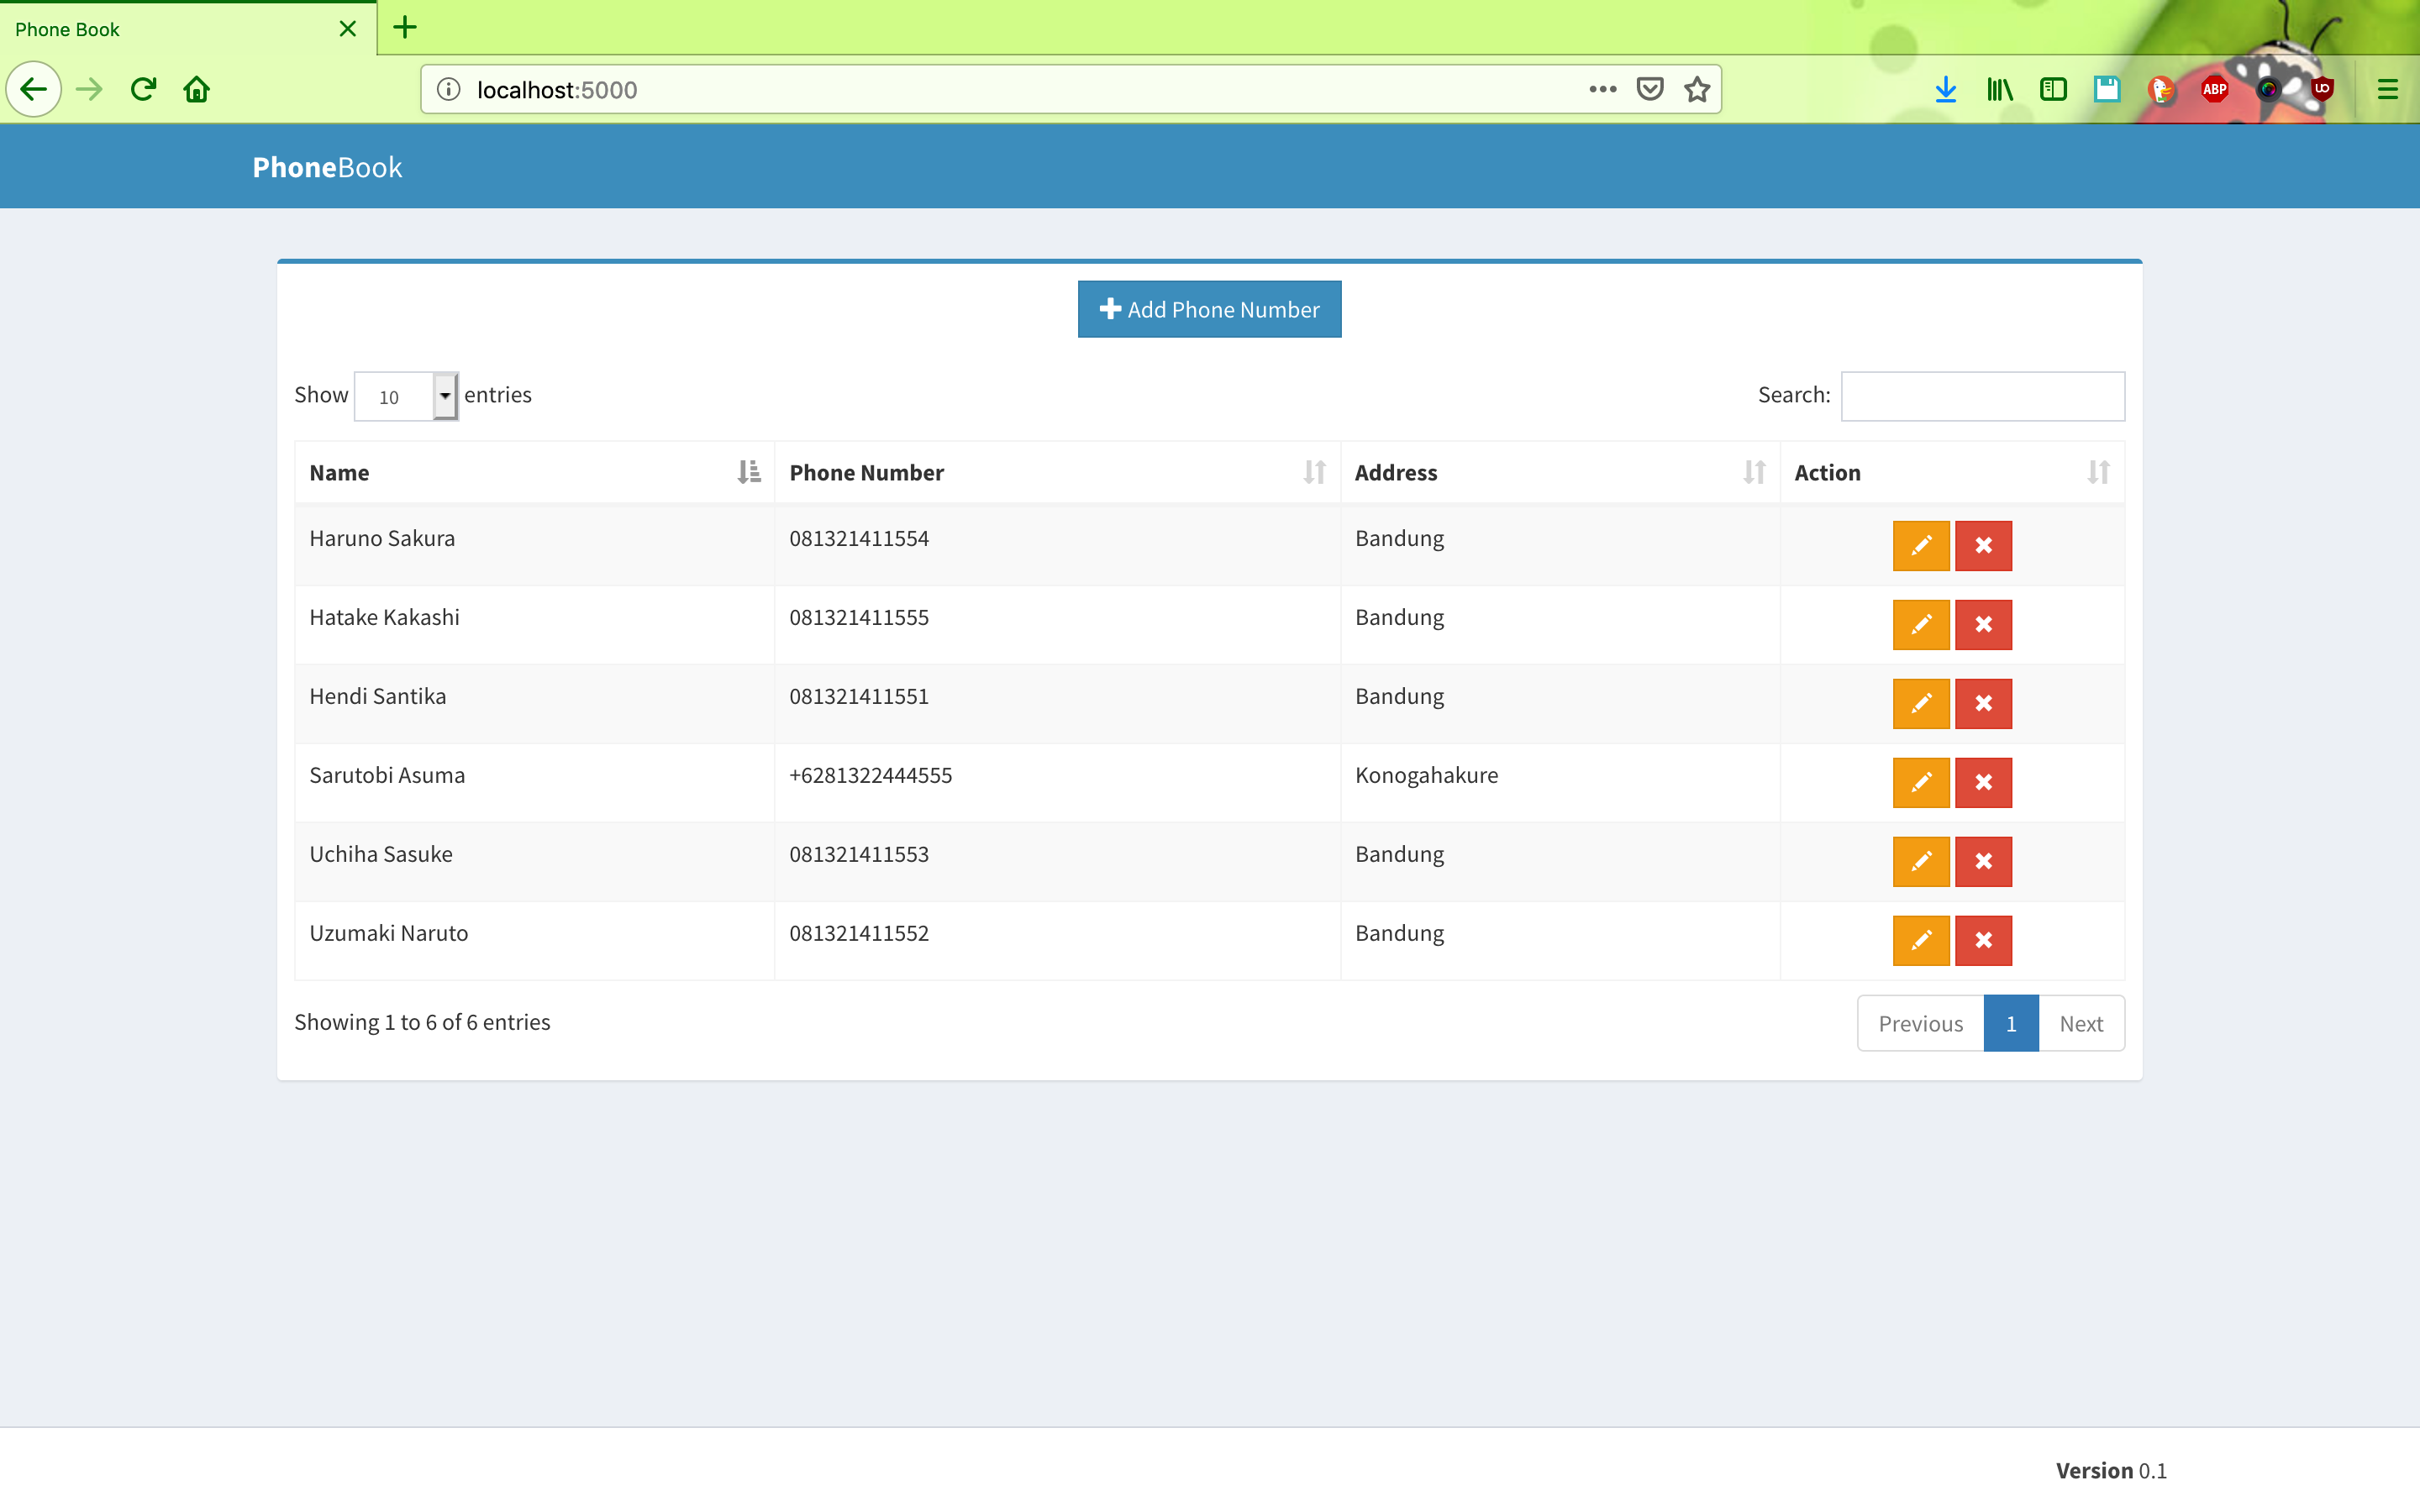 Phone Book
localhost:5000
ABP
PhoneBook
Add Phone Number
Show 10 entries
Search:
Name Phone Number Address Action
Haruno Sakura 081321411554 Bandung
Hatake Kakashi 081321411555 Bandung
Hendi Santika 081321411551 Bandung
Sarutobi Asuma +6281322444555 Konogahakure
Uchiha Sasuke 081321411553 Bandung
Uzumaki Naruto 081321411552 Bandung
Showing 1 to 6 of 6 entries
Previous 1 Next
Version 0.1